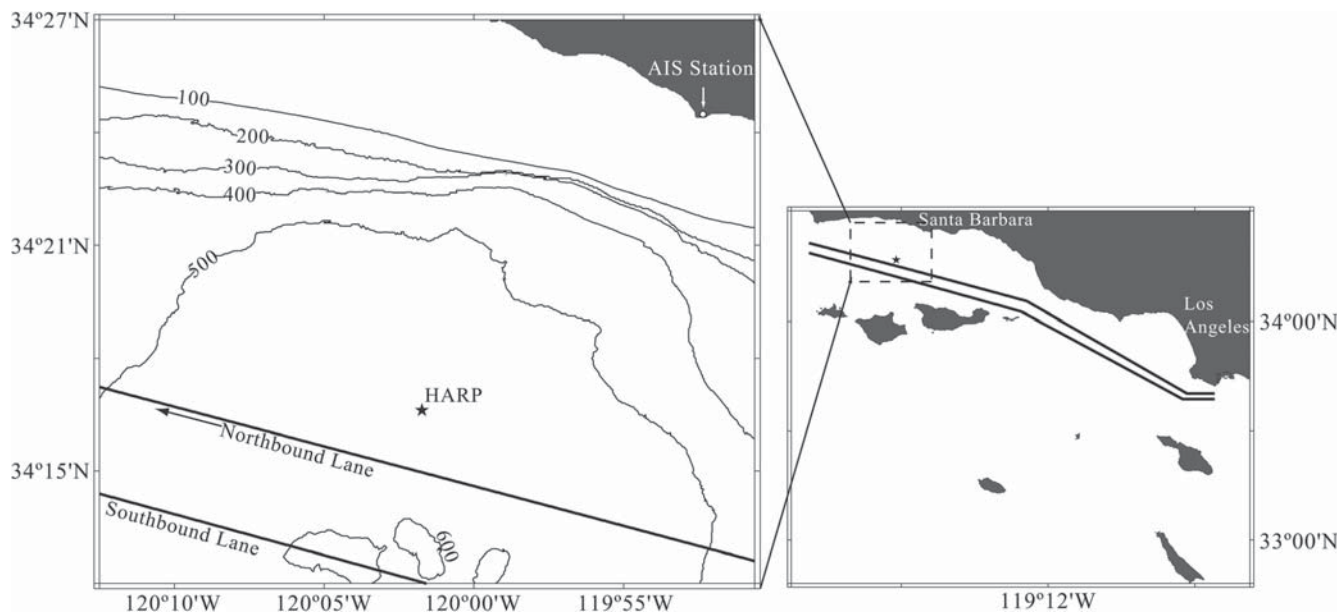 34°27'N
AIS Station
100
200
300
400
34°21'N
500
HARP
Northbound Lane
34°15'N
Southbound Lane
600
120°10'W
120°05'W
120°00'W
119°55'W
Santa Barbara
Los
Angeles
34°00'N
33°00'N
119°12'W